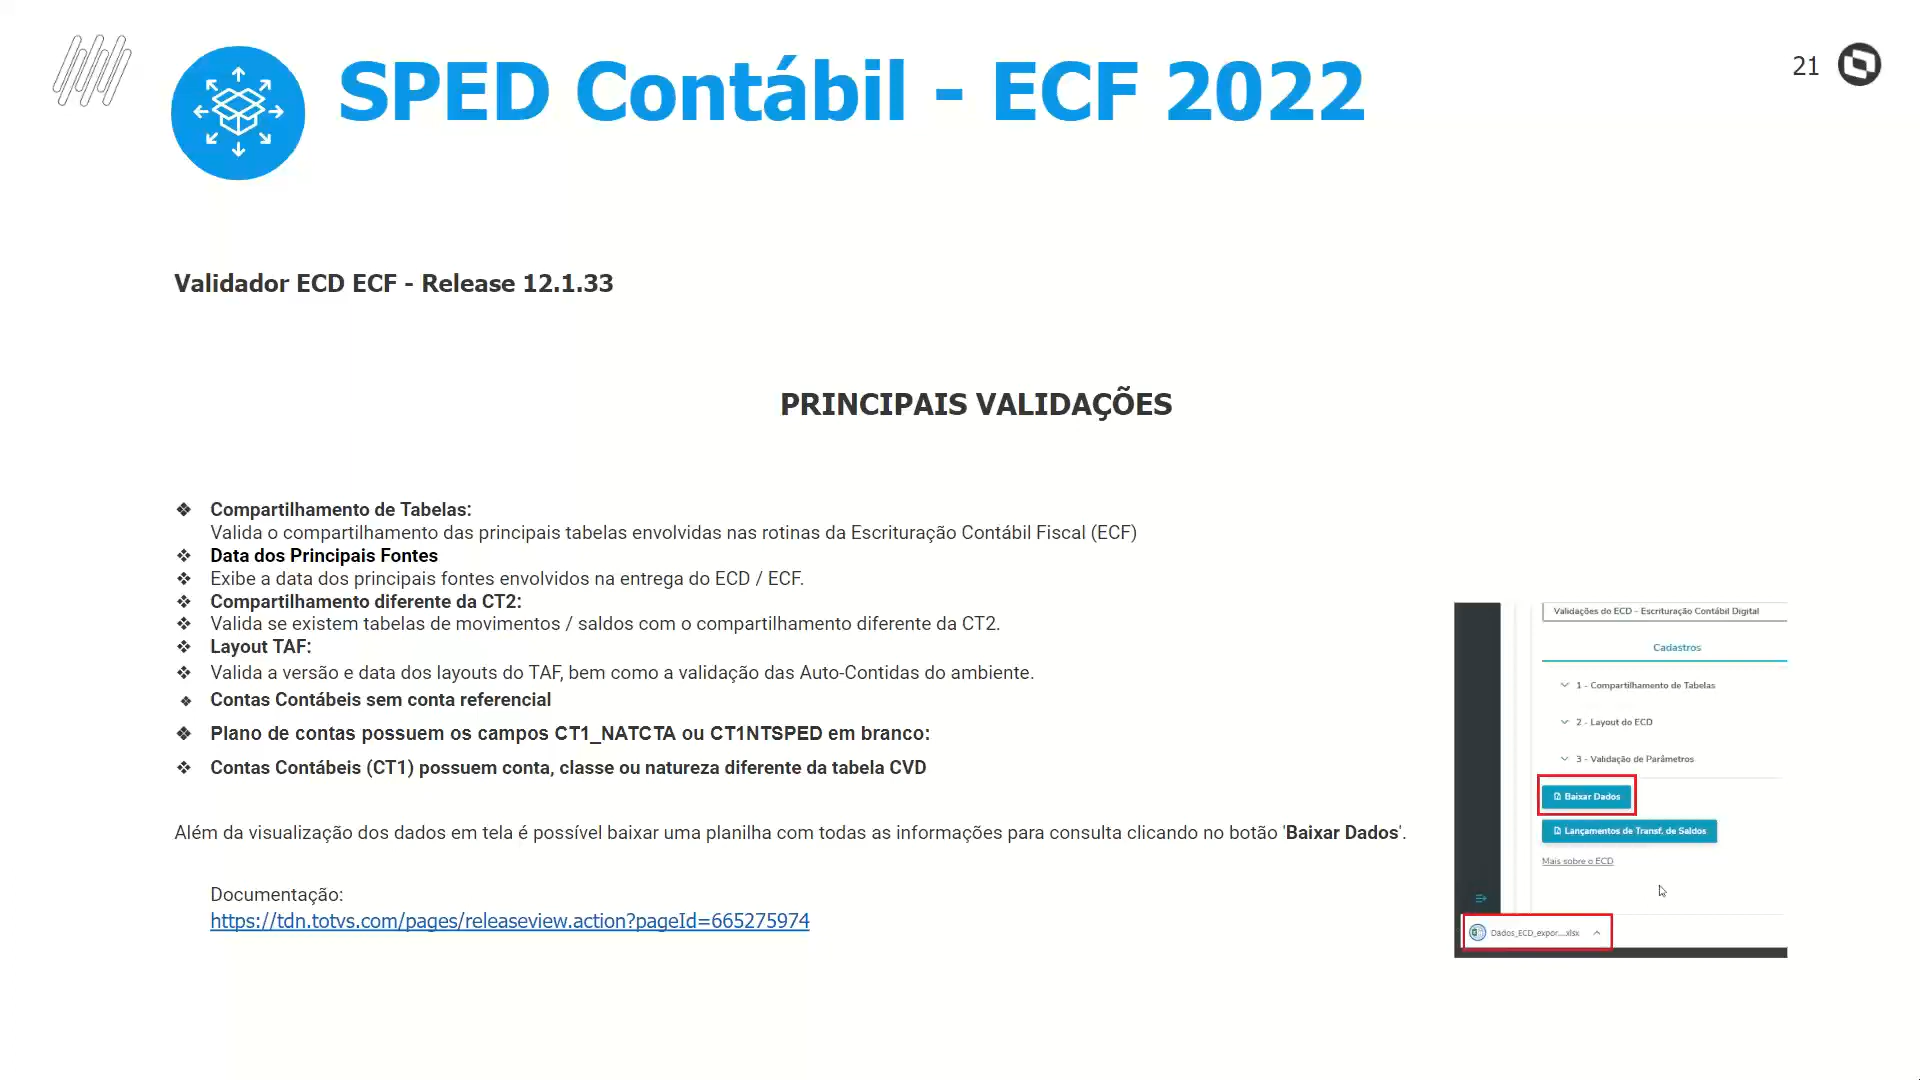 SPED Contábil - ECF 2022
21
Validador ECD ECF - Release 12.1.33
PRINCIPAIS VALIDAÇÕES
❖ Compartilhamento de Tabelas:
Valida o compartilhamento das principais tabelas envolvidas nas rotinas da Escrituração Contábil Fiscal (ECF)
❖ Data dos Principais Fontes
❖ Exibe a data dos principais fontes envolvidos na entrega do ECD / ECF.
❖ Compartilhamento diferente da CT2:
❖ Valida se existem tabelas de movimentos / saldos com o compartilhamento diferente da CT2.
❖ Layout TAF:
❖ Valida a versão e data dos layouts do TAF, bem como a validação das Auto-Contidas do ambiente.
❖ Contas Contábeis sem conta referencial
❖ Plano de contas possuem os campos CT1_NATCTA ou CT1NTSPED em branco:
❖ Contas Contábeis (CT1) possuem conta, classe ou natureza diferente da tabela CVD
Além da visualização dos dados em tela é possível baixar uma planilha com todas as informações para consulta clicando no botão 'Baixar Dados'.
Documentação:
https://tdn.totvs.com/pages/releaseview.action?pageId=665275974
Validações do ECD - Escrituração Contábil Digital
Cadastros
1 - Compartilhamento de Tabelas
2 - Layout do ECD
3 - Validação de Parâmetros
Baixar Dados
Lançamentos de Transf. de Saldos
Mais sobre o ECD
Dados_ECD_expor....xlsx